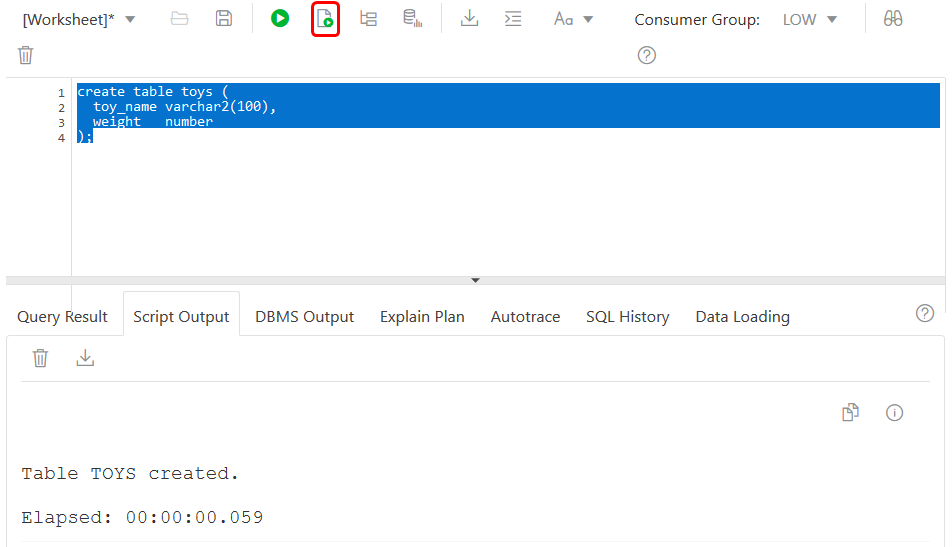 [Worksheet]* Aa Consumer Group: LOW
1 create table toys (
2   toy_name varchar2(100),
3   weight   number
4 );
Query Result Script Output DBMS Output Explain Plan Autotrace SQL History Data Loading
Table TOYS created.
Elapsed: 00:00:00.059